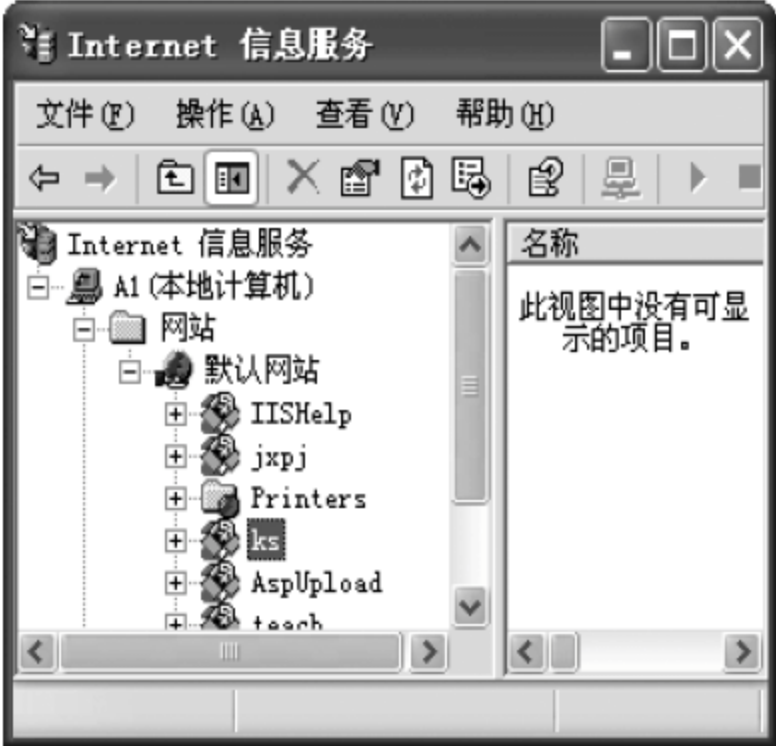 Internet 信息服务
文件(F) 操作(A) 查看(V) 帮助(H)
Internet 信息服务
名称
A1(本地计算机)
此视图中没有可显
示的项目。
网站
默认网站
IISHelp
jxpj
Printers
ks
AspUpload
teach